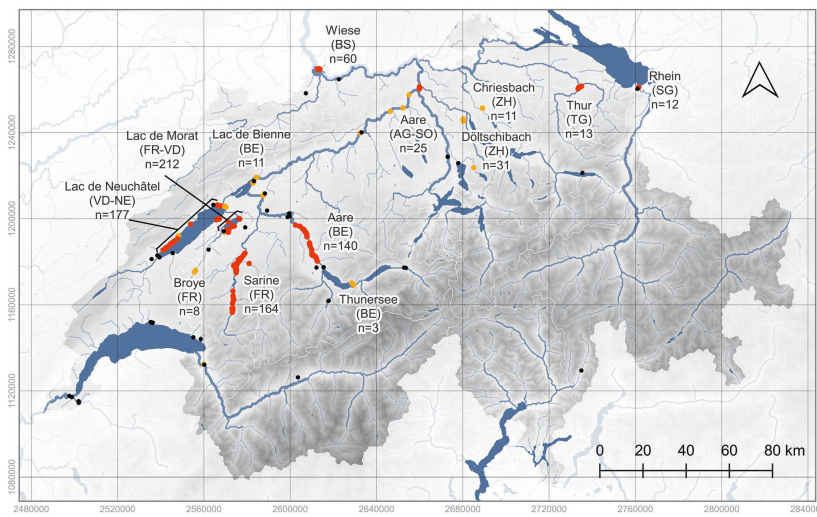 1280000
1240000
1200000
1160000
1120000
1080000
Wiese
(BS)
n=60
Rhein
(SG)
n=12
Chriesbach
(ZH)
n=11
Thur
(TG)
n=13
Aare
(AG-SO)
n=25
Döltschibach
(ZH)
n=31
Lac de Morat
(FR-VD)
n=212
Lac de Bienne
(BE)
n=11
Lac de Neuchâtel
(VD-NE)
n=177
Aare
(BE)
n=140
Broye
(FR)
n=8
Sarine
(FR)
n=164
Thunersee
(BE)
n=3
0 20 40 60 80 km
2480000 2520000 2560000 2600000 2640000 2680000 2720000 2760000 2800000 284000